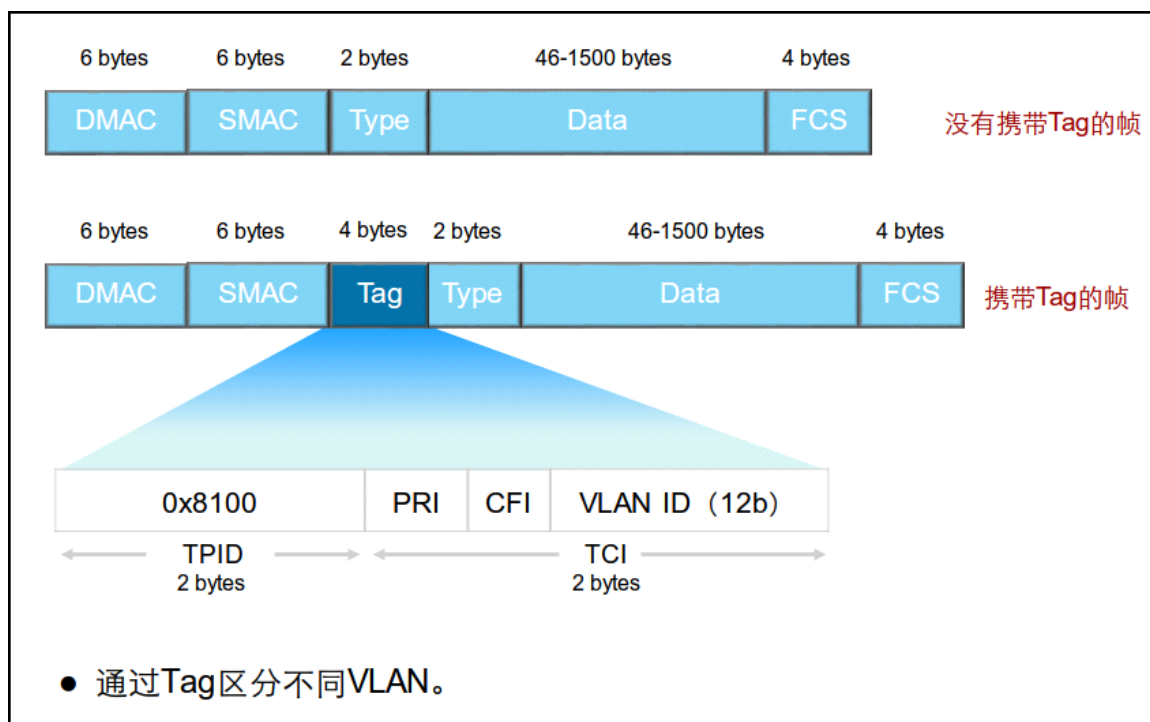 6 bytes 6 bytes 2 bytes 46-1500 bytes 4 bytes
DMAC SMAC Type Data FCS 没有携带Tag的帧
6 bytes 6 bytes 4 bytes 2 bytes 46-1500 bytes 4 bytes
DMAC SMAC Tag Type Data FCS 携带Tag的帧
0x8100 PRI CFI VLAN ID（12b）
TPID TCI
2 bytes 2 bytes
● 通过Tag区分不同VLAN。